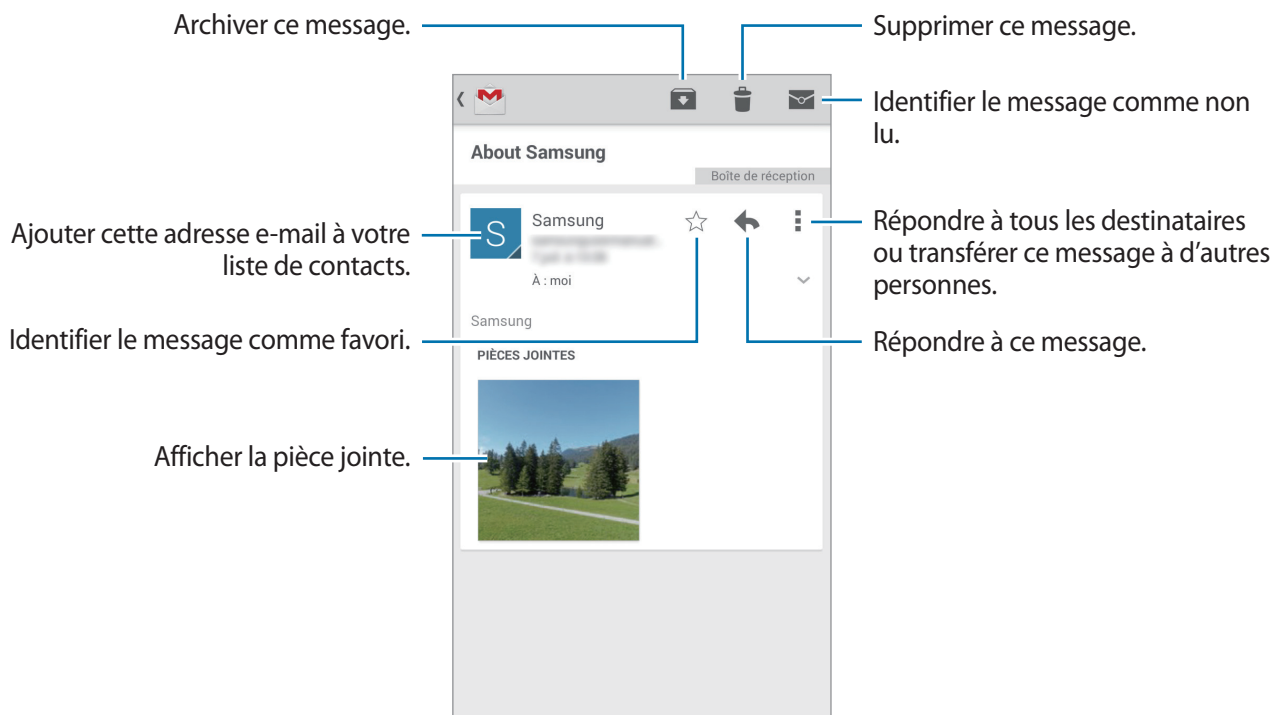 Archiver ce message.
Supprimer ce message.
Identifier le message comme non
lu.
About Samsung
Boîte de réception
Ajouter cette adresse e-mail à votre
liste de contacts.
S
Samsung
À : moi
Répondre à tous les destinataires
ou transférer ce message à d'autres
personnes.
Identifier le message comme favori.
Samsung
Répondre à ce message.
PIÈCES JOINTES
Afficher la pièce jointe.